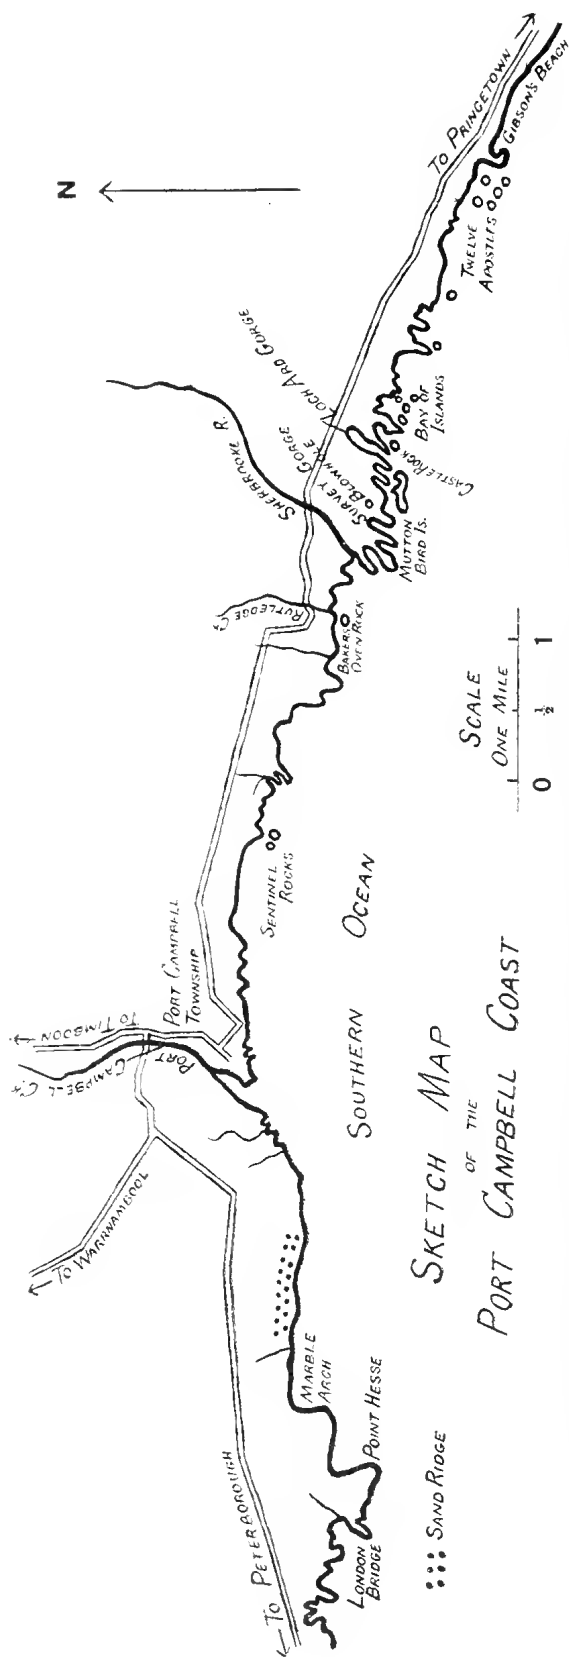 N
TO PRINCETOWN
GIBSON'S BEACH
TWELVE
APOSTLES
LOCH ARD GORGE
BAY OF
ISLANDS
CASTLE ROCK
SURVEY GORGE
BLOWHOLE
MUTTON
BIRD IS.
SHERBROOKE R.
RUTLEDGE C.
BAKERS
OVEN ROCK
SENTINEL
ROCKS
PORT CAMPBELL
TOWNSHIP
TO TIMBOON
PORT
CAMPBELL CK.
TO WARRNAMBOOL
MARBLE
ARCH
POINT HESSE
LONDON
BRIDGE
TO PETERBOROUGH
SOUTHERN OCEAN
SCALE
ONE MILE
0 ½ 1
SKETCH MAP
OF THE
PORT CAMPBELL COAST
SAND RIDGE